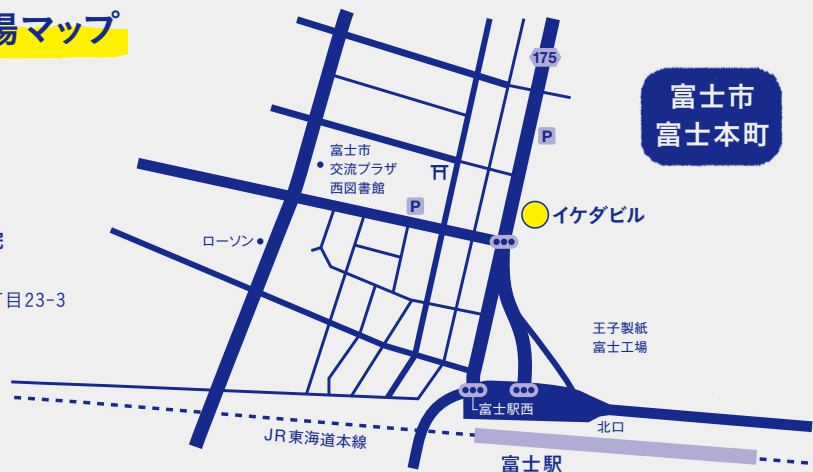 場マップ
175
富士市
富士本町
P
富士市
交流プラザ
西図書館
P
イケダビル
ローソン
丁目23-3
王子製紙
富士工場
富士駅西
北口
JR東海道本線
富士駅